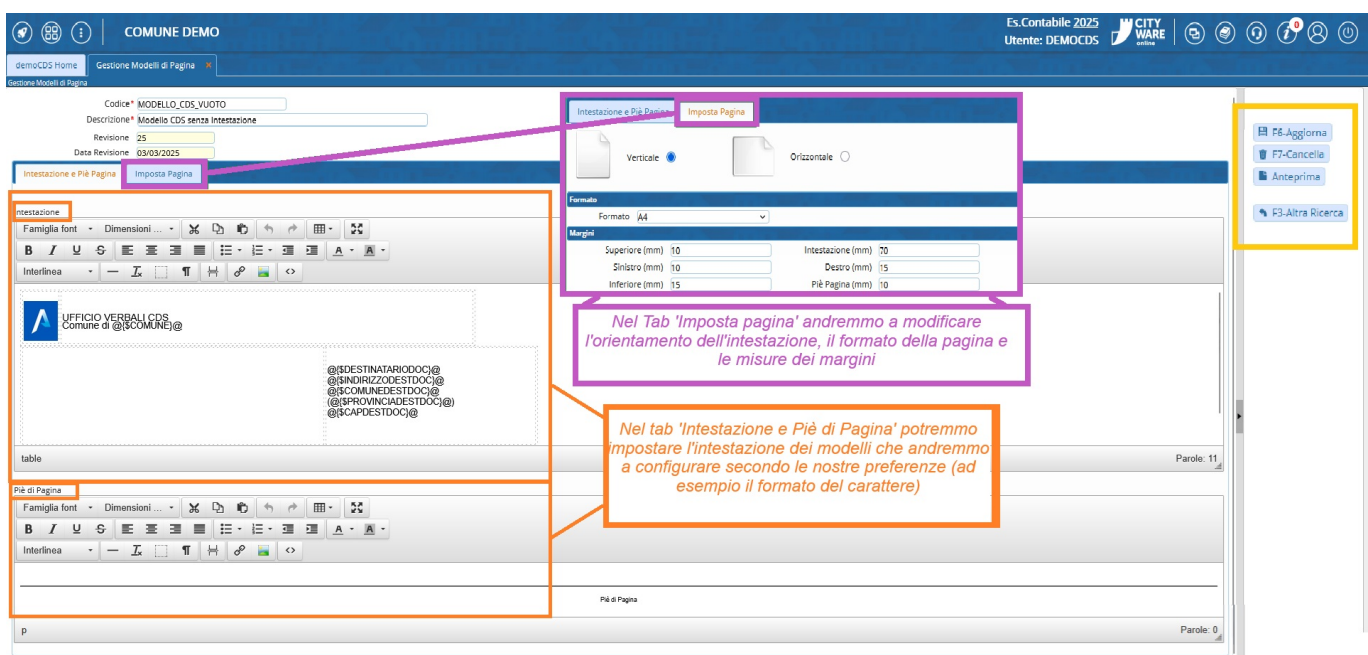 COMUNE DEMO
Es.Contabile 2025
Utente: DEMOCDS
CITY
WARE
online
0
demoCDS Home
Gestione Modelli di Pagina
Gestione Modelli di Pagina
Codice* MODELLO_CDS_VUOTO
Descrizione* Modello CDS senza Intestazione
Revisione 25
Data Revisione 03/03/2025
Intestazione e Piè Pagina Imposta Pagina
Intestazione e Piè Pagina Imposta Pagina
Verticale Orizzontale
Formato
Formato A4
Margini
Superiore (mm) 10 Intestazione (mm) 70
Sinistro (mm) 10 Destro (mm) 15
Inferiore (mm) 15 Piè Pagina (mm) 10
F6-Aggiorna
F7-Cancella
Anteprima
F3-Altra Ricerca
ntestazione
Famiglia font Dimensioni ...
B I U S A A
Interlinea
UFFICIO VERBALI CDS
Comune di @{$COMUNE}@
@{$DESTINATARIODOC}@
@{$INDIRIZZODESTDOC}@
@{$COMUNEDESTDOC}@
(@{$PROVINCIADESTDOC}@)
@{$CAPDESTDOC}@
table
Parole: 11
Nel Tab 'Imposta pagina' andremmo a modificare
l'orientamento dell'intestazione, il formato della pagina e
le misure dei margini
Nel tab 'Intestazione e Piè di Pagina' potremmo
impostare l'intestazione dei modelli che andremmo
a configurare secondo le nostre preferenze (ad
esempio il formato del carattere)
Piè di Pagina
Famiglia font Dimensioni ...
B I U S A A
Interlinea
Piè di Pagina
p
Parole: 0